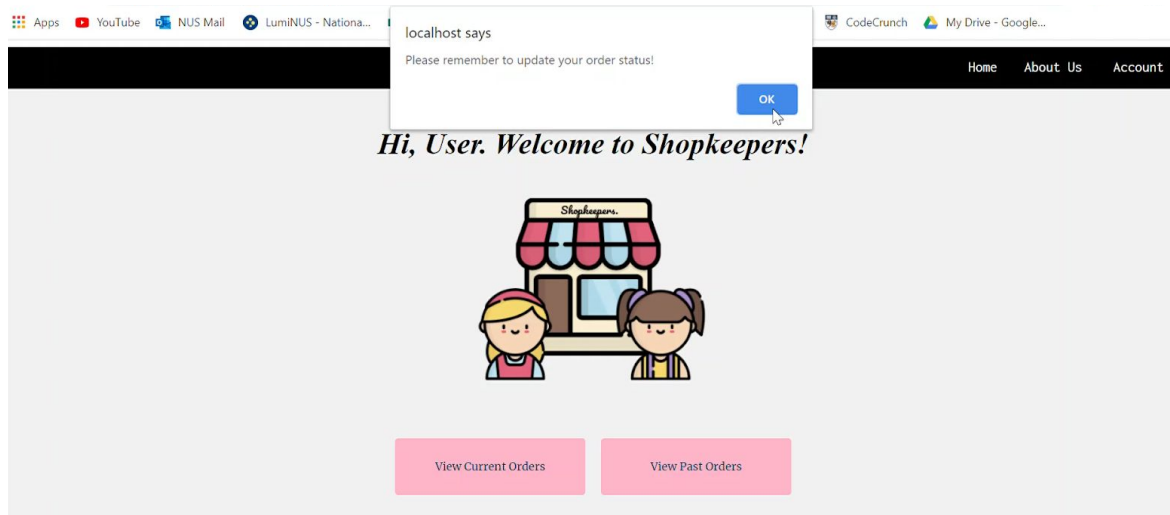 Apps YouTube NUS Mail LumiNUS - Nationa... CodeCrunch My Drive - Google...
localhost says
Please remember to update your order status!
OK
Home About Us Account
Hi, User. Welcome to Shopkeepers!
Shopkeepers.
View Current Orders View Past Orders